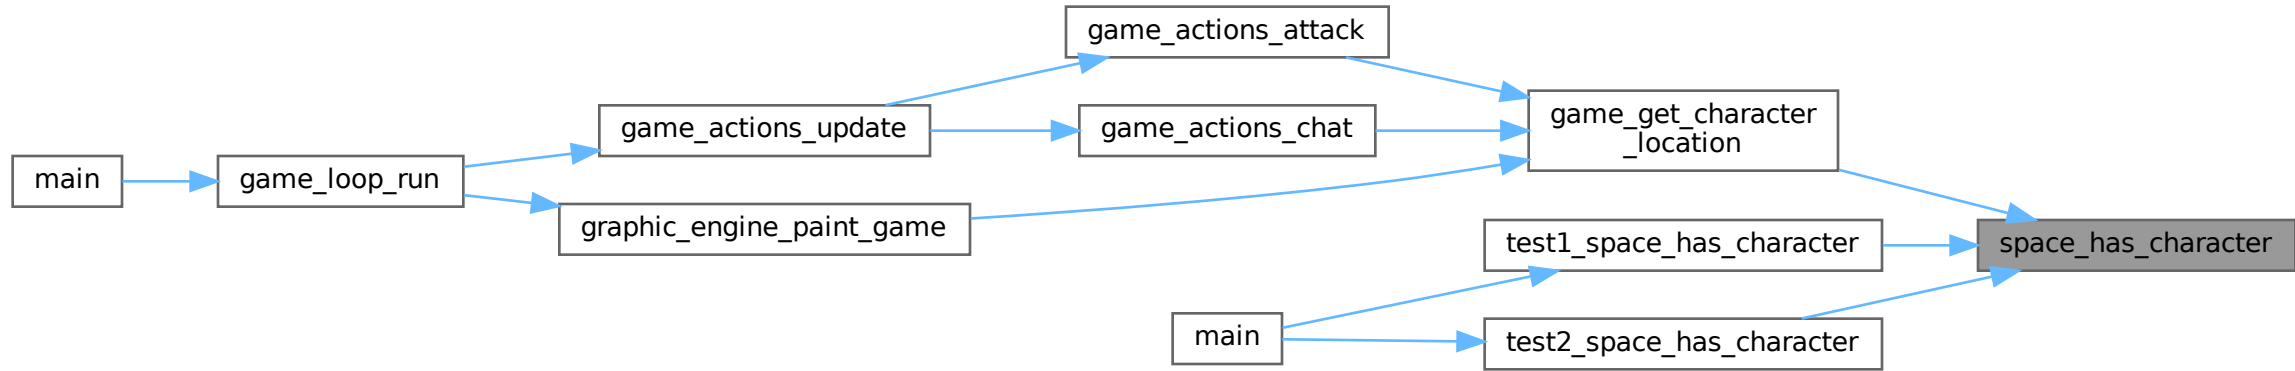 game_actions_attack
game_actions_update
game_actions_chat
game_get_character
_location
main
game_loop_run
graphic_engine_paint_game
test1_space_has_character
space_has_character
main
test2_space_has_character